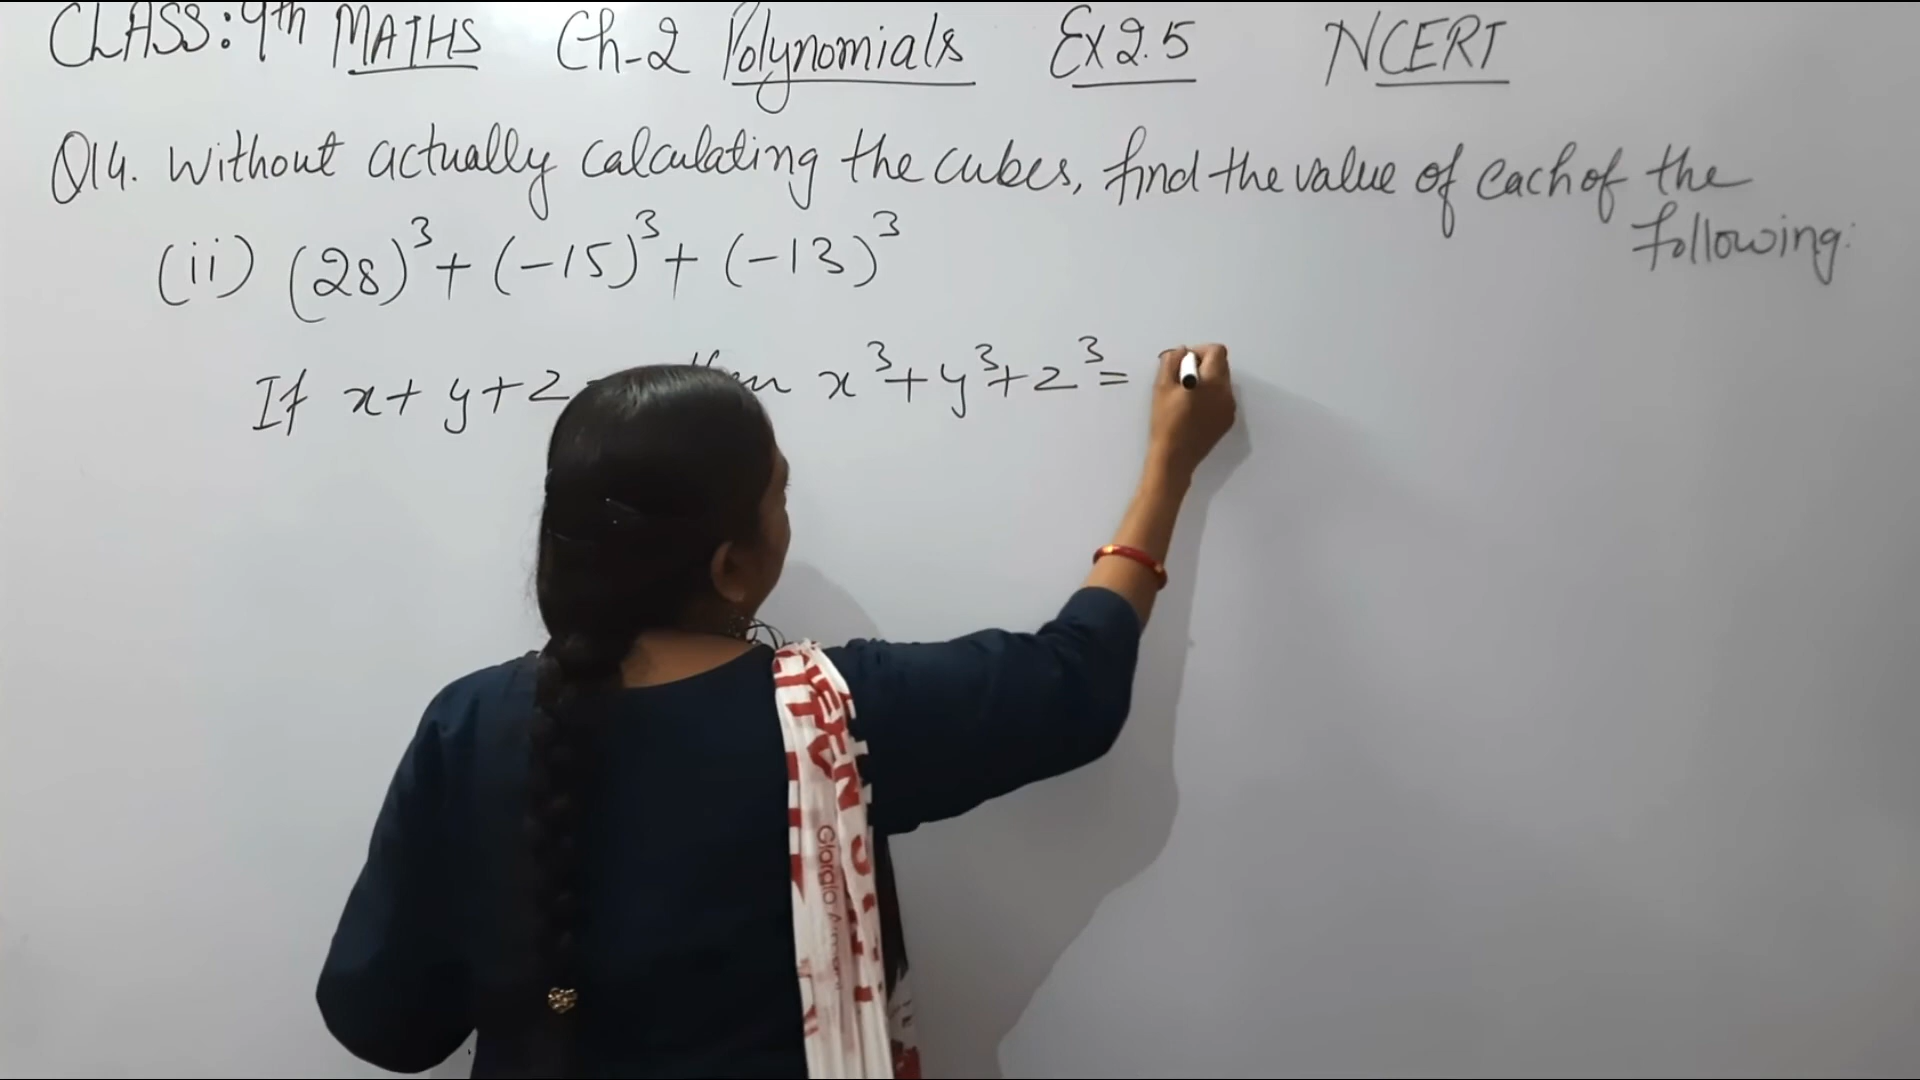 CLASS: 9th MATHS Ch-2 Polynomials Ex 2.5 NCERT
Q14. Without actually calculating the cubes, find the value of each of the
following:
(ii) (28)³ + (-15)³ + (-13)³
If x + y + z x³ + y³ + z³ =